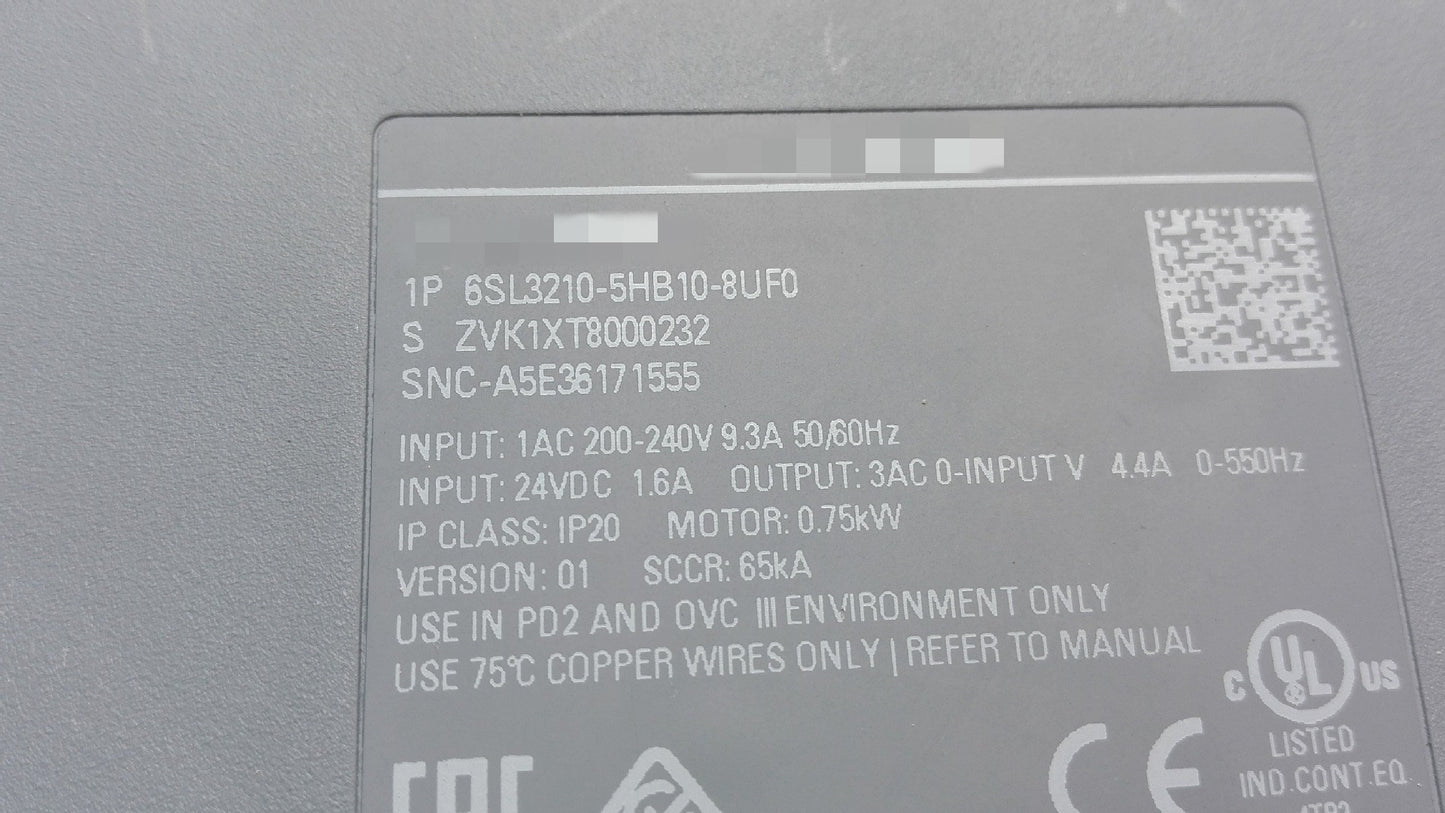 1P 6SL3210-5HB10-8UF0
S ZVK1XT8000232
SNC-A5E36171555
INPUT: 1AC 200-240V 9.3A 50/60Hz
INPUT: 24VDC 1.6A OUTPUT: 3AC 0-INPUT V 4.4A 0-550Hz
IP CLASS: IP20 MOTOR: 0.75kW
VERSION: 01 SCCR: 65kA
USE IN PD2 AND OVC III ENVIRONMENT ONLY
USE 75°C COPPER WIRES ONLY | REFER TO MANUAL
C UL US
LISTED
IND.CONT.EQ.
EAC
CE